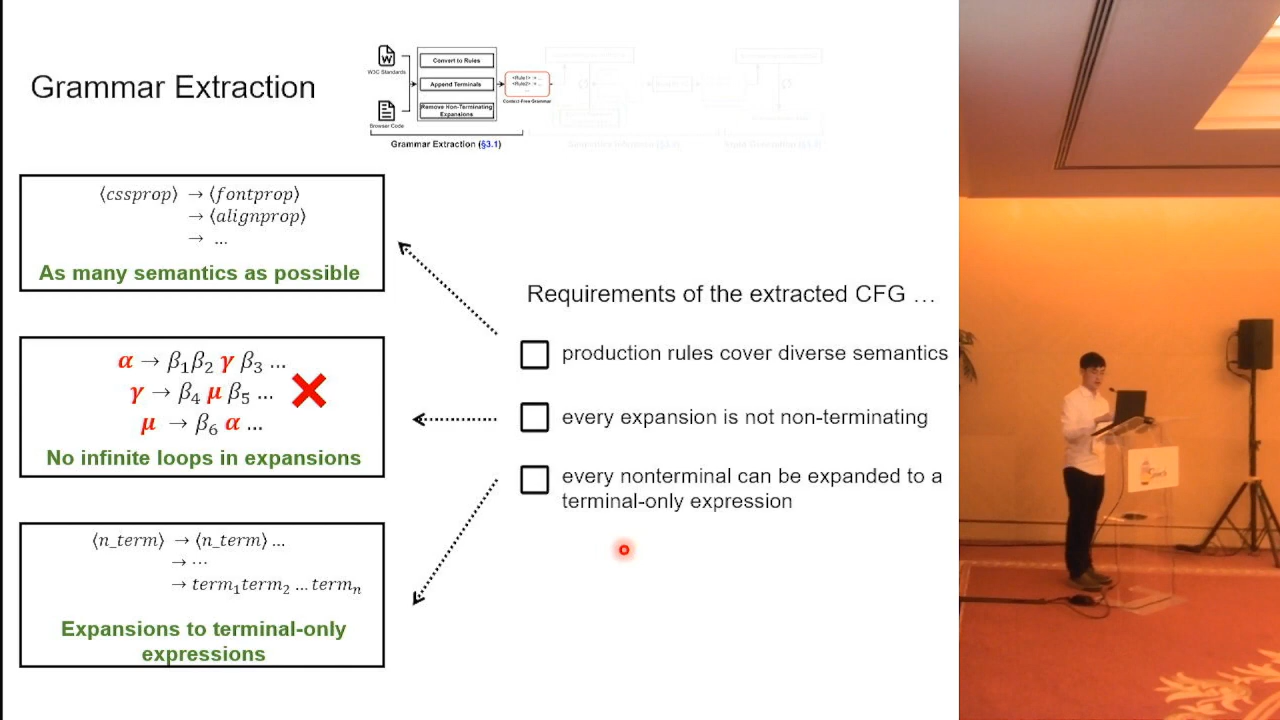 Grammar Extraction
W3C Standards
Browser Code
Convert to Rules
Append Terminals
Remove Non-Terminating
Expansions
Context-Free Grammar
Grammar Extraction (§3.1)
⟨cssprop⟩ → ⟨fontprop⟩
→ ⟨alignprop⟩
→ ...
As many semantics as possible
α → β₁β₂ γ β₃ ...
γ → β₄ μ β₅ ...
μ → β₆ α ...
No infinite loops in expansions
⟨n_term⟩ → ⟨n_term⟩ ...
→ ...
→ term₁term₂ ... termₙ
Expansions to terminal-only
expressions
Requirements of the extracted CFG ...
production rules cover diverse semantics
every expansion is not non-terminating
every nonterminal can be expanded to a
terminal-only expression